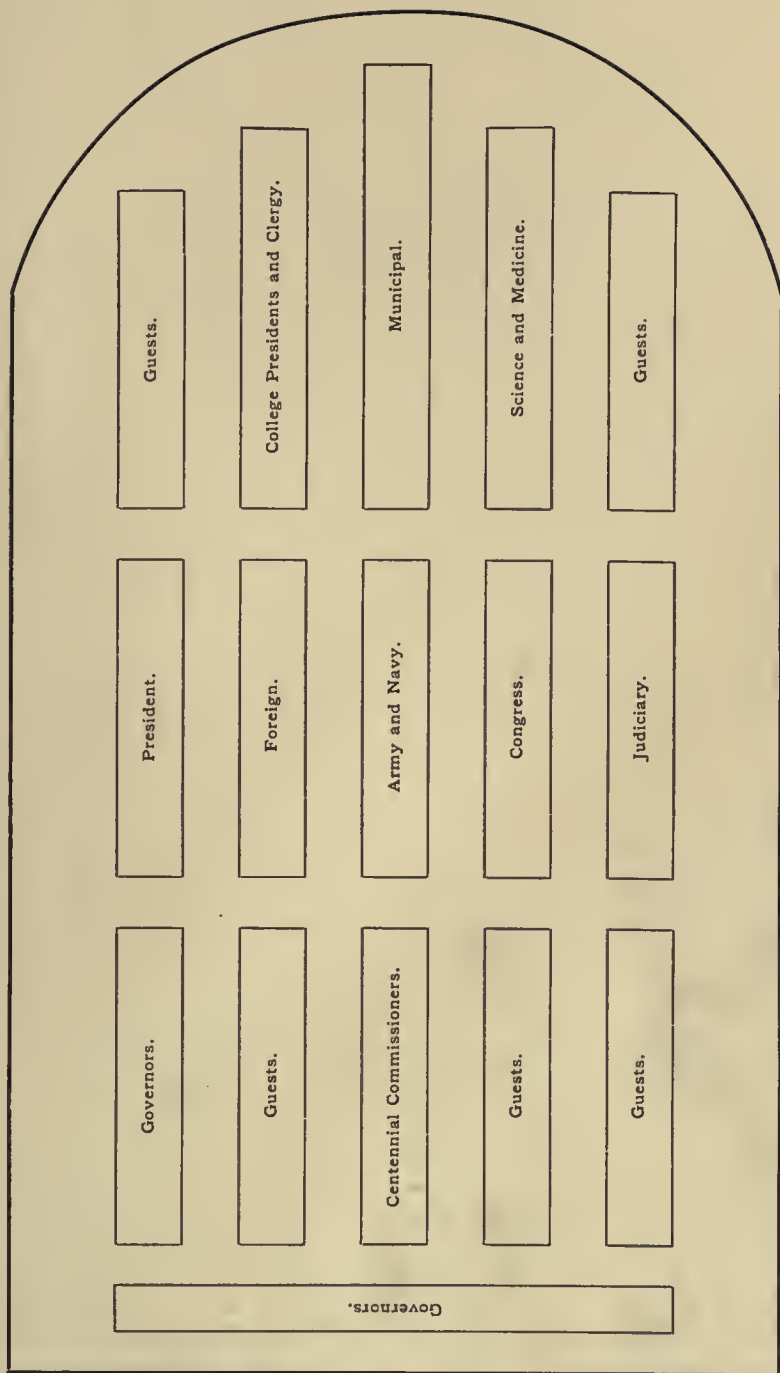 Guests.
College Presidents and Clergy.
Municipal.
Science and Medicine.
Guests.
President.
Foreign.
Army and Navy.
Congress.
Judiciary.
Governors.
Guests.
Centennial Commissioners.
Guests.
Guests.
Governors.